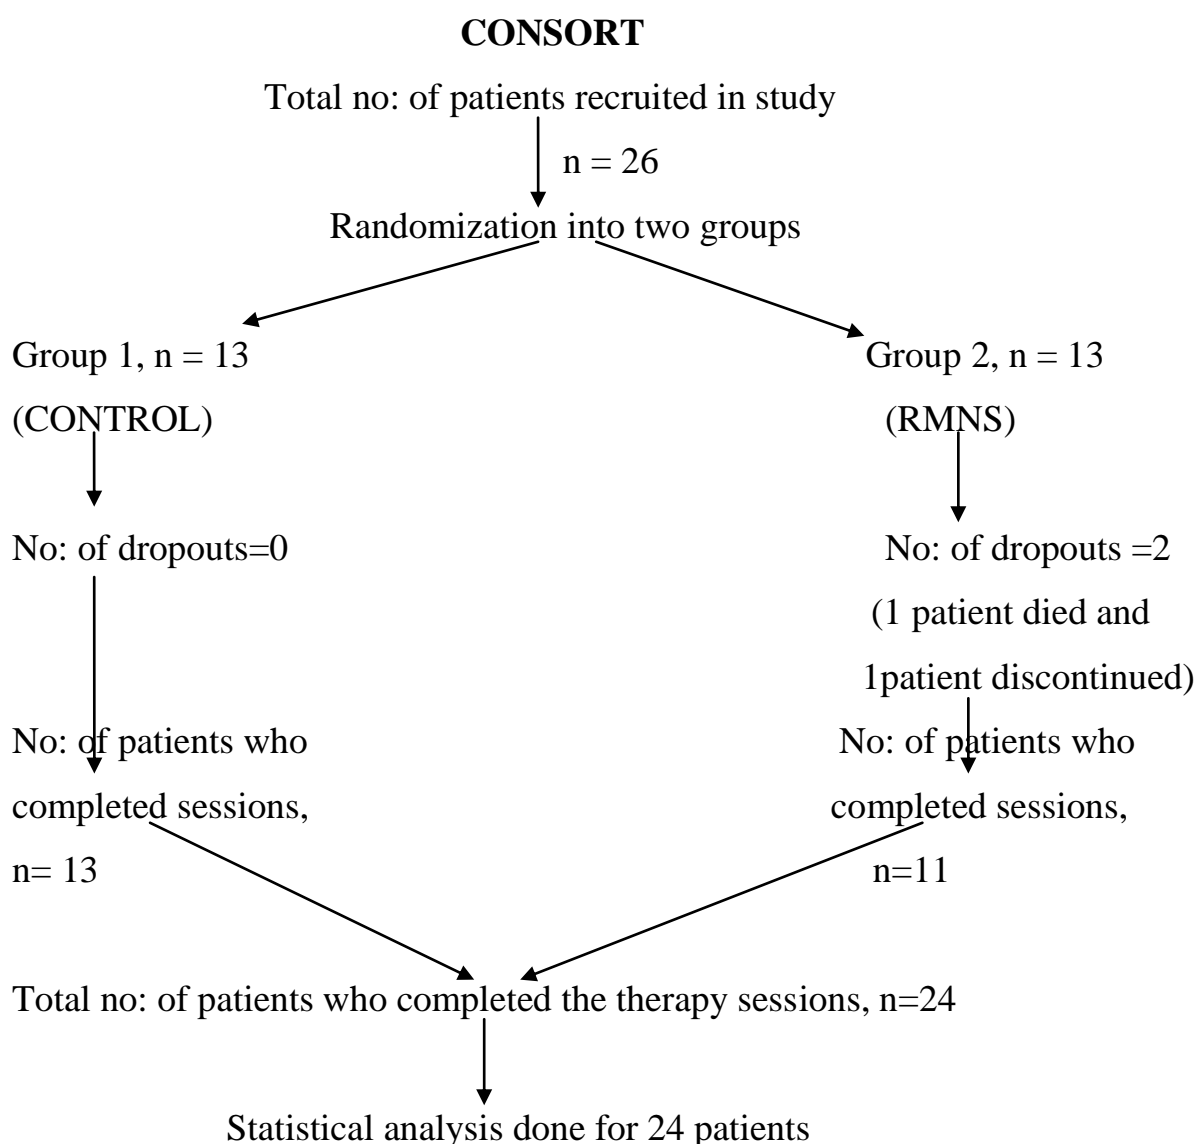 CONSORT
Total no: of patients recruited in study
n = 26
Randomization into two groups
Group 1, n = 13
Group 2, n = 13
(CONTROL)
(RMNS)
No: of dropouts=0
No: of dropouts =2
(1 patient died and
1patient discontinued)
No: of patients who
No: of patients who
completed sessions,
completed sessions,
n= 13
n=11
Total no: of patients who completed the therapy sessions, n=24
Statistical analysis done for 24 patients